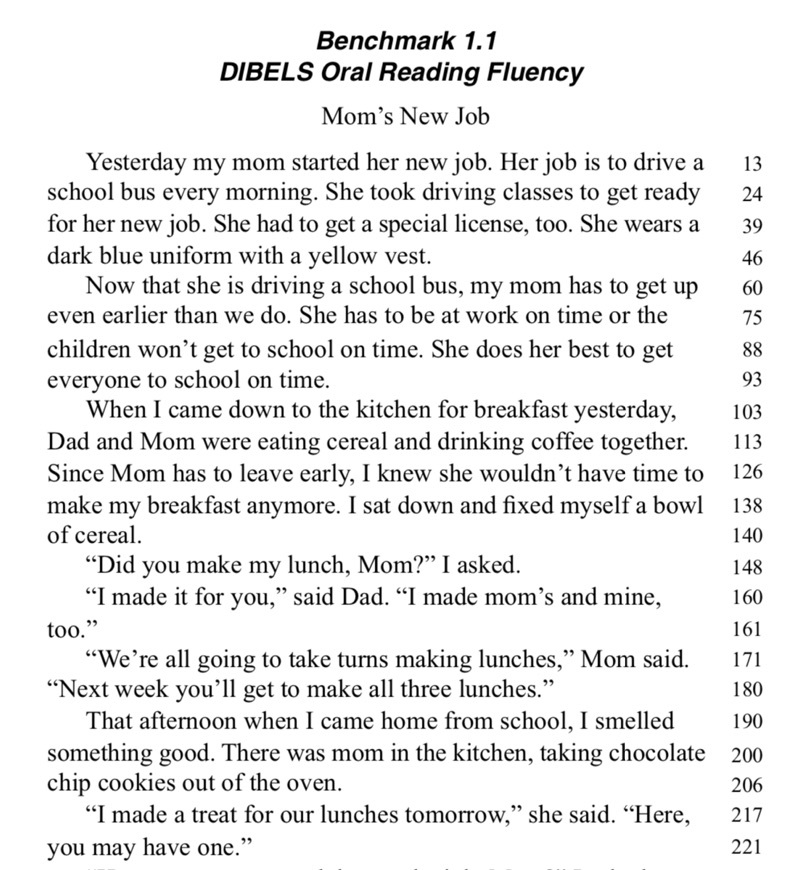 Benchmark 1.1
DIBELS Oral Reading Fluency
Mom’s New Job
Yesterday my mom started her new job. Her job is to drive a 13
school bus every morning. She took driving classes to get ready 24
for her new job. She had to get a special license, too. She wears a 39
dark blue uniform with a yellow vest. 46
Now that she is driving a school bus, my mom has to get up 60
even earlier than we do. She has to be at work on time or the 75
children won’t get to school on time. She does her best to get 88
everyone to school on time. 93
When I came down to the kitchen for breakfast yesterday, 103
Dad and Mom were eating cereal and drinking coffee together. 113
Since Mom has to leave early, I knew she wouldn’t have time to 126
make my breakfast anymore. I sat down and fixed myself a bowl 138
of cereal. 140
“Did you make my lunch, Mom?” I asked. 148
“I made it for you,” said Dad. “I made mom’s and mine, 160
too.” 161
“We’re all going to take turns making lunches,” Mom said. 171
“Next week you’ll get to make all three lunches.” 180
That afternoon when I came home from school, I smelled 190
something good. There was mom in the kitchen, taking chocolate 200
chip cookies out of the oven. 206
“I made a treat for our lunches tomorrow,” she said. “Here, 217
you may have one.” 221